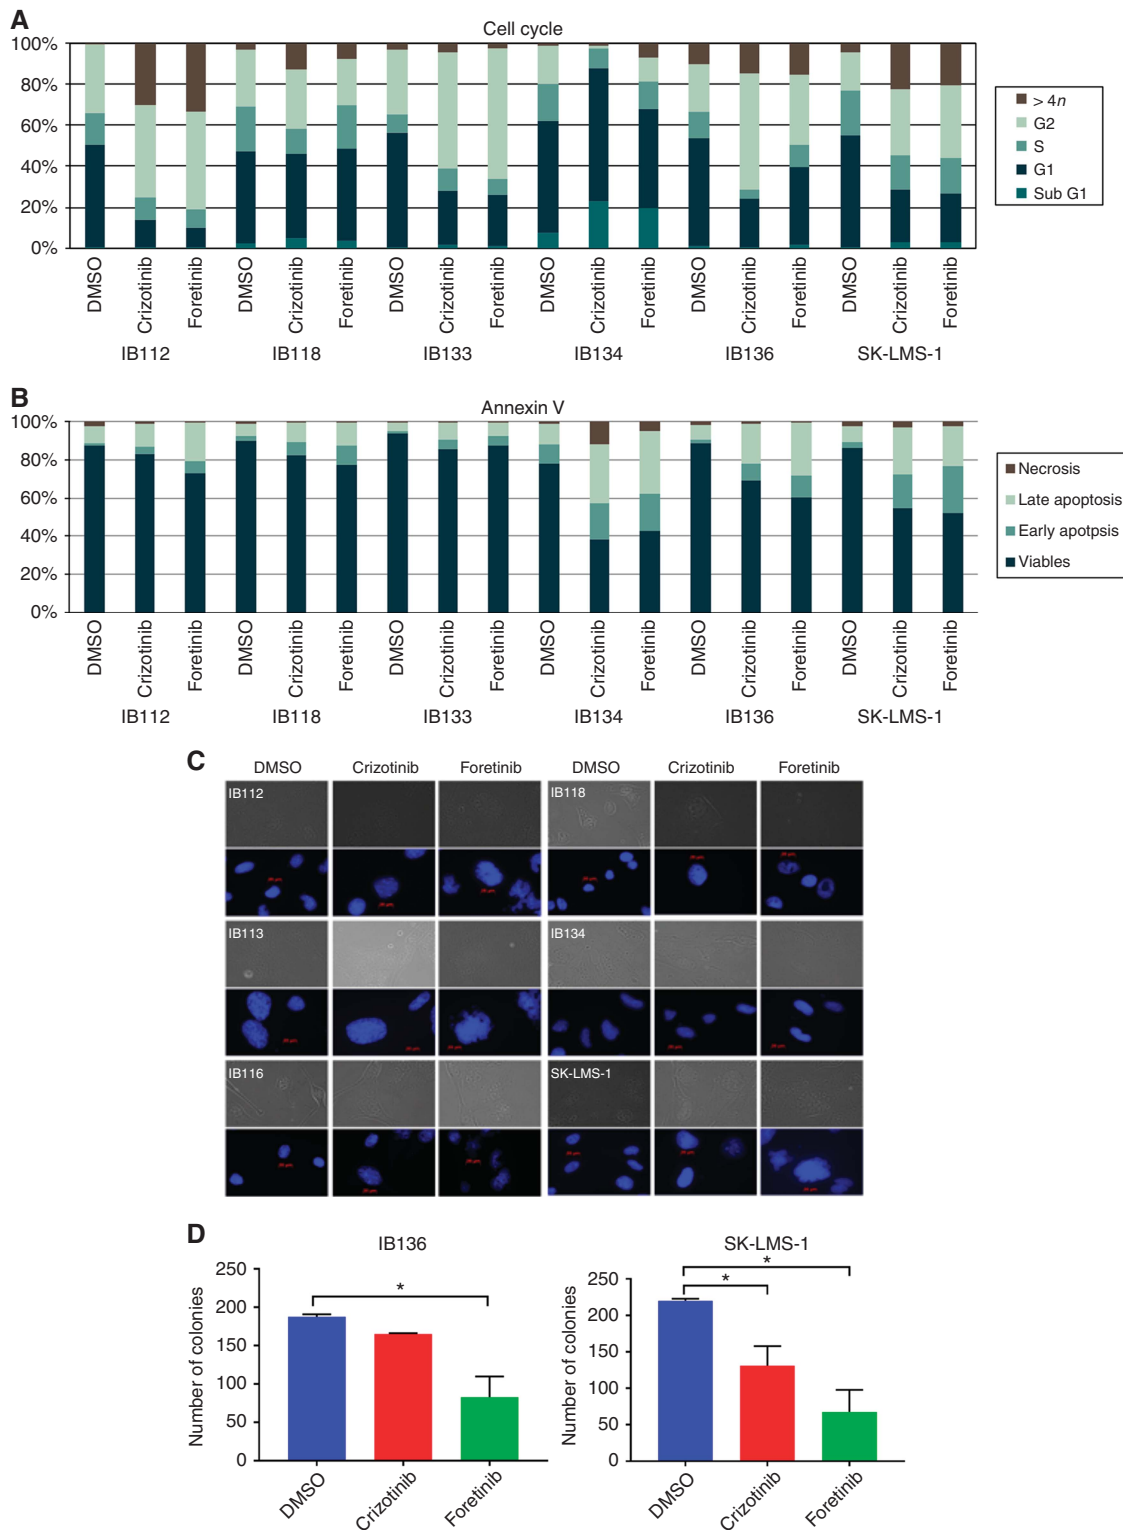 A
Cell cycle
100%
80%
60%
40%
20%
0%
> 4n
G2
S
G1
Sub G1
DMSO
Crizotinib
Foretinib
DMSO
Crizotinib
Foretinib
DMSO
Crizotinib
Foretinib
DMSO
Crizotinib
Foretinib
DMSO
Crizotinib
Foretinib
DMSO
Crizotinib
Foretinib
IB112 IB118 IB133 IB134 IB136 SK-LMS-1
B
Annexin V
100%
80%
60%
40%
20%
0%
Necrosis
Late apoptosis
Early apotpsis
Viables
DMSO
Crizotinib
Foretinib
DMSO
Crizotinib
Foretinib
DMSO
Crizotinib
Foretinib
DMSO
Crizotinib
Foretinib
DMSO
Crizotinib
Foretinib
DMSO
Crizotinib
Foretinib
IB112 IB118 IB133 IB134 IB136 SK-LMS-1
C
DMSO Crizotinib Foretinib DMSO Crizotinib Foretinib
IB112 IB118
IB113 IB134
IB116 SK-LMS-1
D
IB136
Number of colonies
250
200
150
100
50
0
*
DMSO
Crizotinib
Foretinib
SK-LMS-1
Number of colonies
250
200
150
100
50
0
*
*
DMSO
Crizotinib
Foretinib